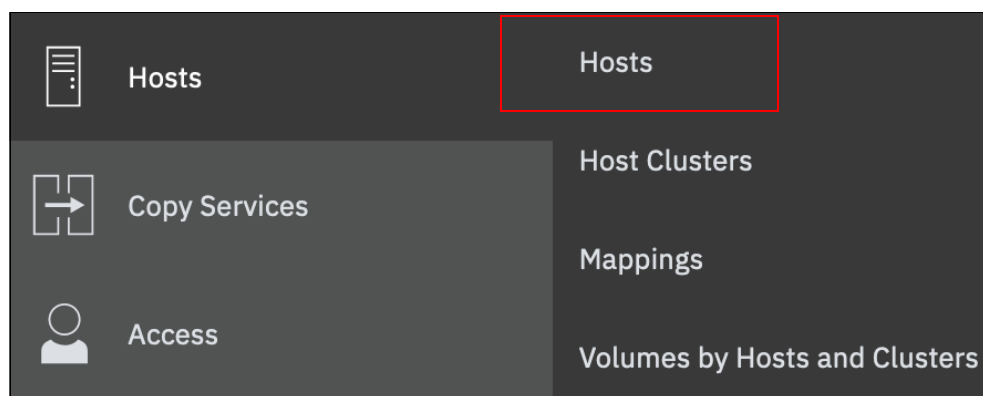 Hosts
Copy Services
Access
Hosts
Host Clusters
Mappings
Volumes by Hosts and Clusters